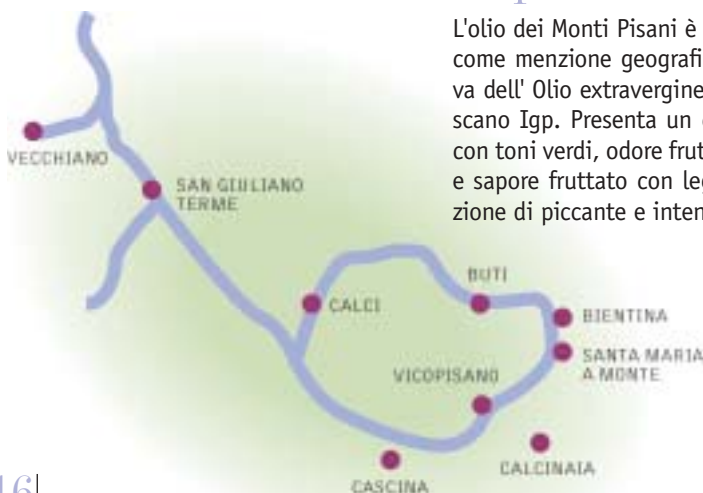 L'olio dei Monti Pisani è
come menzione geografi
va dell' Olio extravergine
scano Igp. Presenta un
con toni verdi, odore frut
e sapore fruttato con leg
zione di piccante e inten
VECCHIANO
SAN GIULIANO
TERME
CALCI
BUTI
BIENTINA
SANTA MARIA
A MONTE
VICOPISANO
CALCINAIA
CASCINA
16